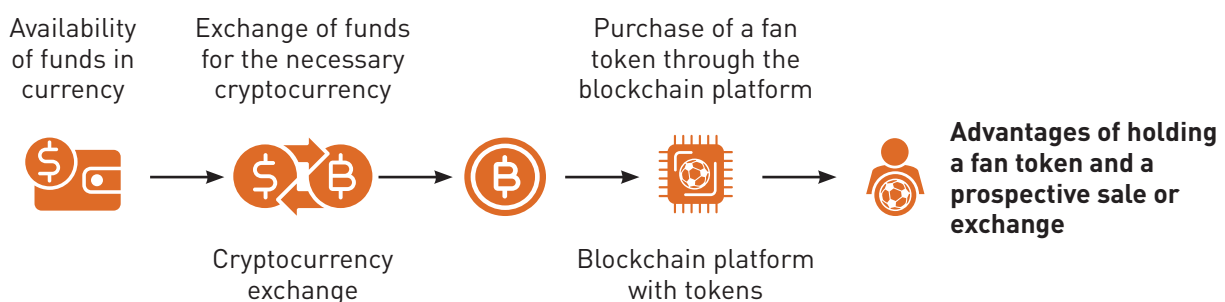 Availability
of funds in
currency
Exchange of funds
for the necessary
cryptocurrency
Purchase of a fan
token through the
blockchain platform
Advantages of holding
a fan token and a
prospective sale or
exchange
Cryptocurrency
exchange
Blockchain platform
with tokens